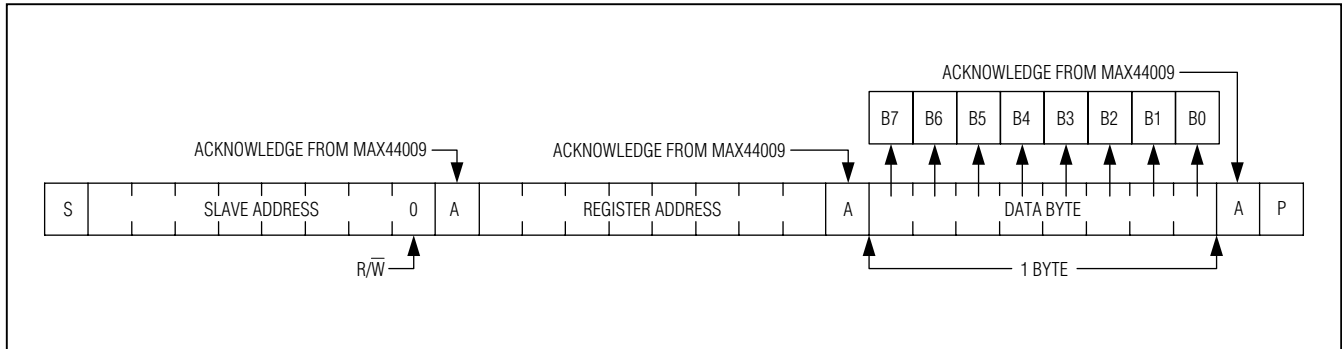 ACKNOWLEDGE FROM MAX44009
B7 B6 B5 B4 B3 B2 B1 B0
ACKNOWLEDGE FROM MAX44009 ACKNOWLEDGE FROM MAX44009
S SLAVE ADDRESS 0 A REGISTER ADDRESS A DATA BYTE A P
R/W̅ 1 BYTE